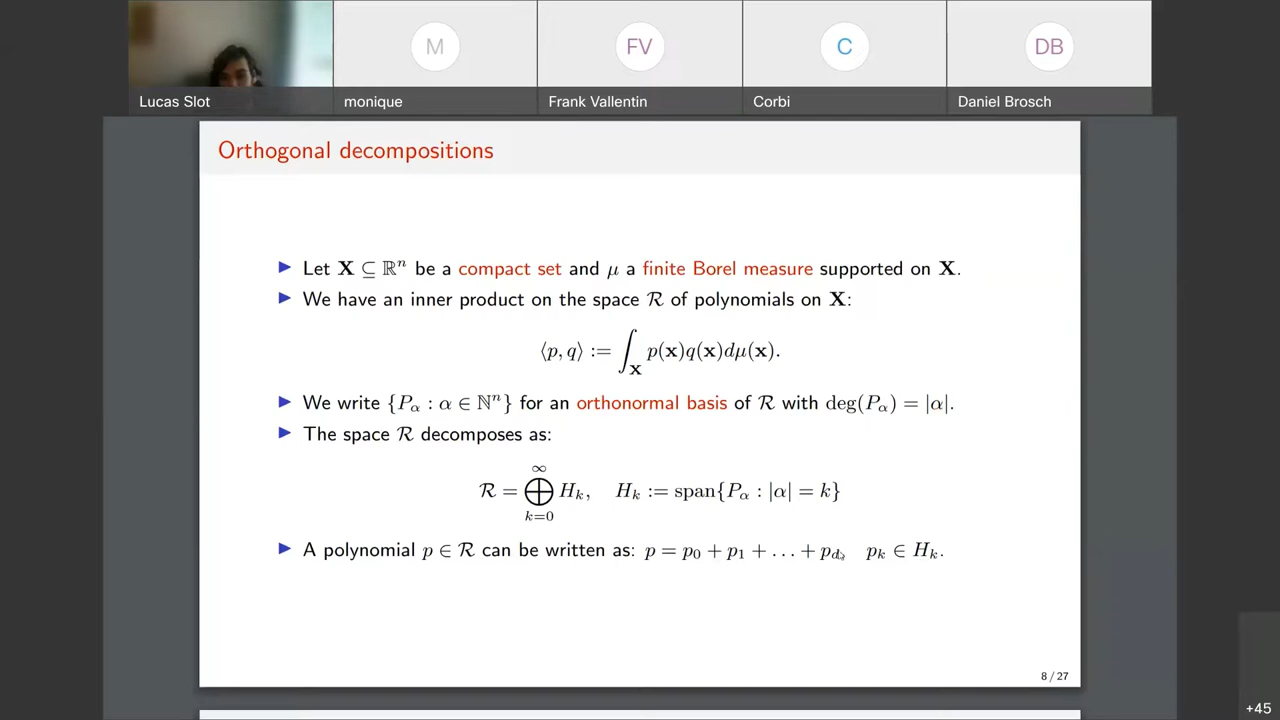 M
FV
C
DB
Lucas Slot
monique
Frank Vallentin
Corbi
Daniel Brosch
Orthogonal decompositions
▶ Let X ⊆ ℝⁿ be a compact set and μ a finite Borel measure supported on X.
▶ We have an inner product on the space ℛ of polynomials on X:
⟨p, q⟩ := ∫_X p(x)q(x)dμ(x).
▶ We write {P_α : α ∈ ℕⁿ} for an orthonormal basis of ℛ with deg(P_α) = |α|.
▶ The space ℛ decomposes as:
ℛ = ⊕_{k=0}^{∞} H_k, H_k := span{P_α : |α| = k}
▶ A polynomial p ∈ ℛ can be written as: p = p_0 + p_1 + … + p_d, p_k ∈ H_k.
8 / 27
+45